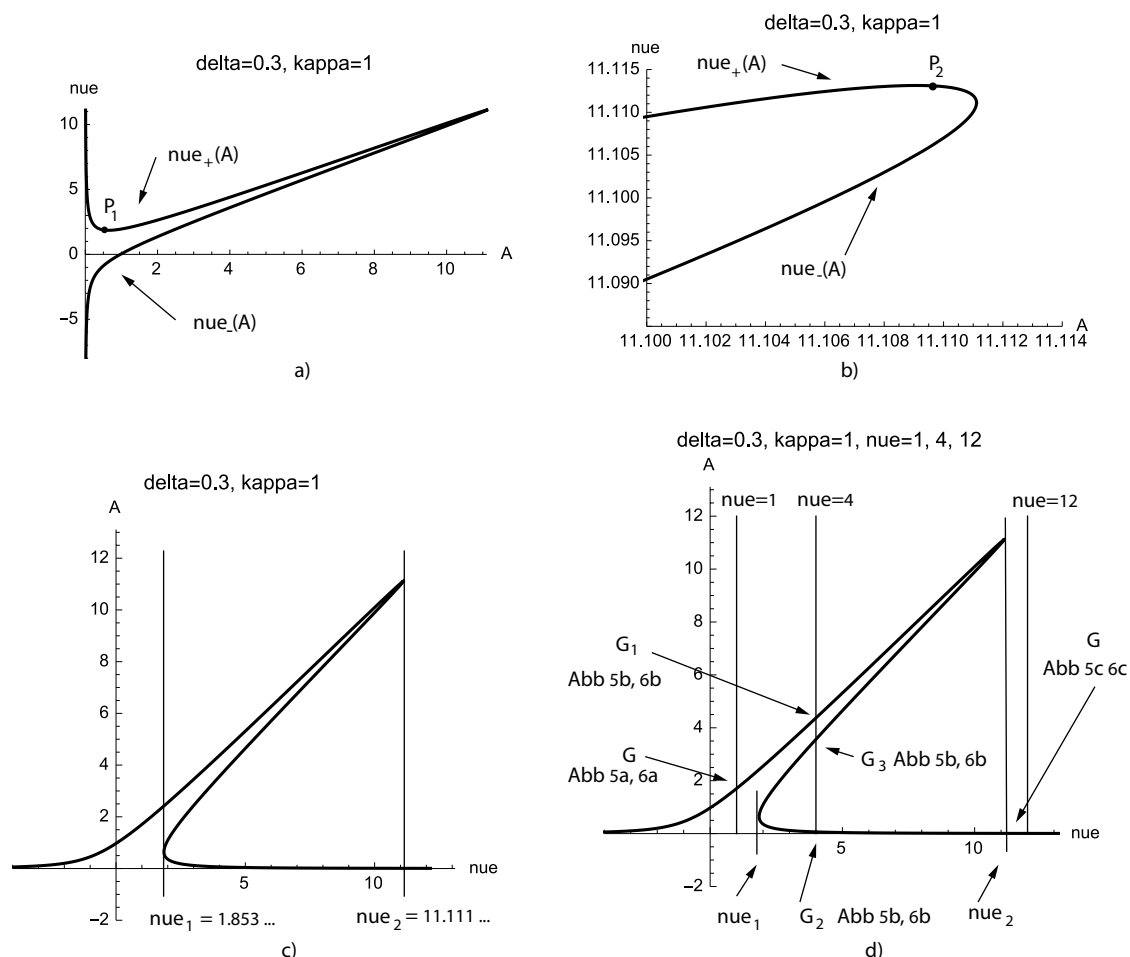 delta=0.3, kappa=1
nue
10
5
0
−5
2
4
6
8
10
A
nue+(A)
P1
nue-(A)
a)
delta=0.3, kappa=1
nue
11.115
11.110
11.105
11.100
11.095
11.090
nue+(A)
P2
nue-(A)
A
11.100 11.102 11.104 11.106 11.108 11.110 11.112 11.114
b)
delta=0.3, kappa=1
A
12
10
8
6
4
2
−2
5
10
nue
nue1 = 1.853 ...
nue2 = 11.111 ...
c)
delta=0.3, kappa=1, nue=1, 4, 12
A
nue=1
nue=4
nue=12
12
10
8
6
4
2
−2
G1
Abb 5b, 6b
G
Abb 5a, 6a
G
Abb 5c 6c
G3 Abb 5b, 6b
5
10
nue
nue1
G2 Abb 5b, 6b
nue2
d)